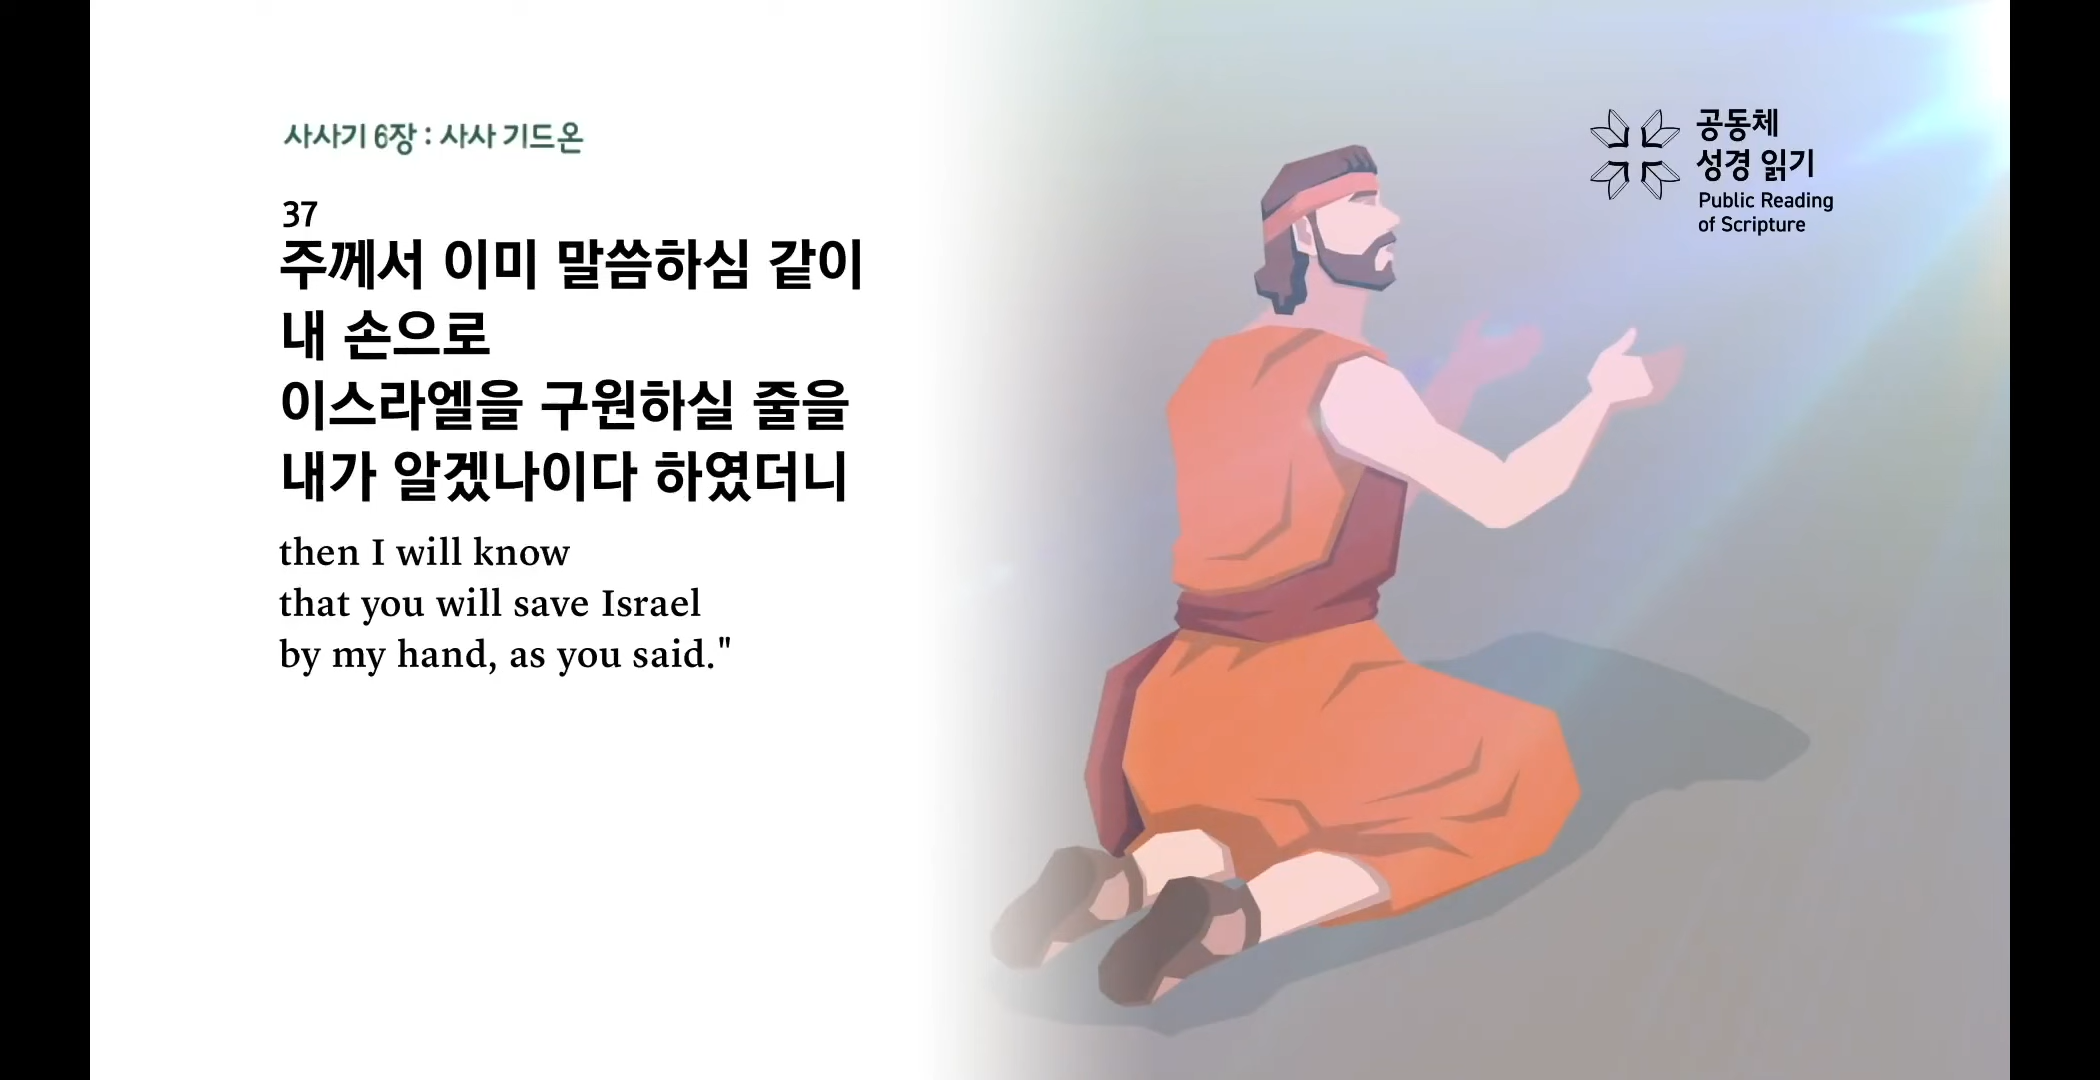 사사기 6장 : 사사 기드온
37
주께서 이미 말씀하심 같이
내 손으로
이스라엘을 구원하실 줄을
내가 알겠나이다 하였더니
then I will know
that you will save Israel
by my hand, as you said."
공동체
성경 읽기
Public Reading
of Scripture